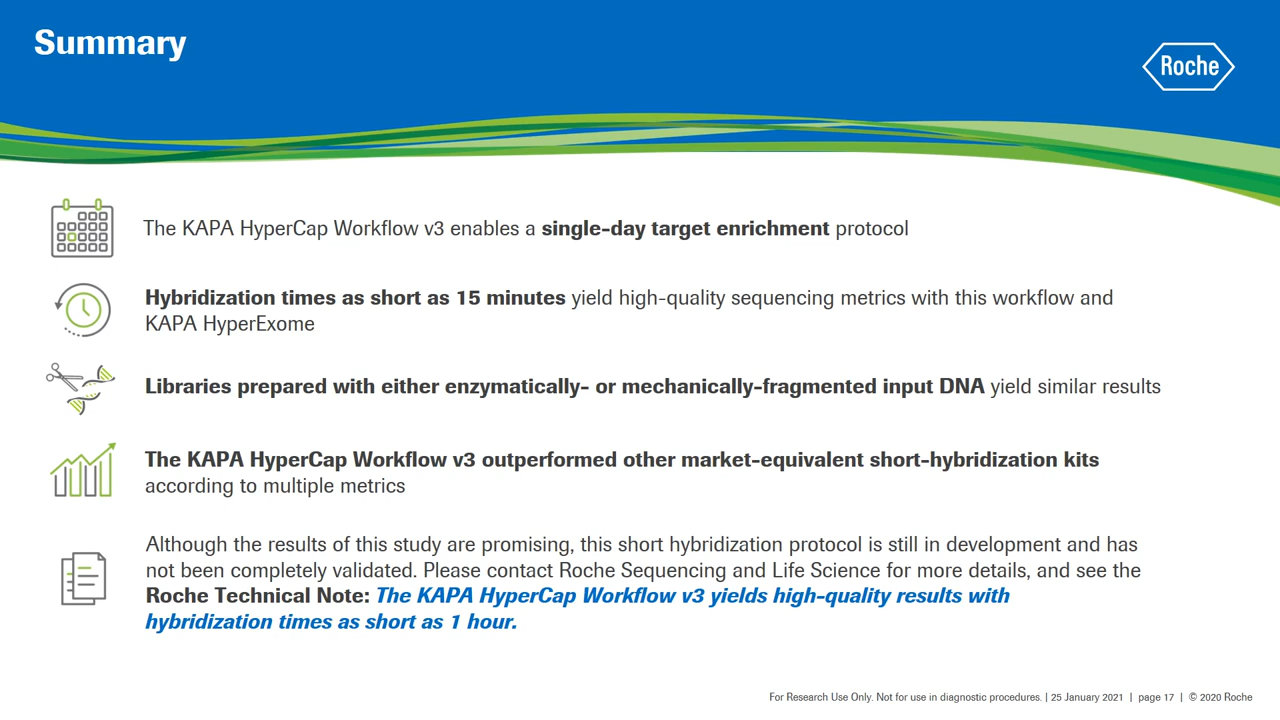 Summary
Roche
The KAPA HyperCap Workflow v3 enables a single-day target enrichment protocol
Hybridization times as short as 15 minutes yield high-quality sequencing metrics with this workflow and
KAPA HyperExome
Libraries prepared with either enzymatically- or mechanically-fragmented input DNA yield similar results
The KAPA HyperCap Workflow v3 outperformed other market-equivalent short-hybridization kits
according to multiple metrics
Although the results of this study are promising, this short hybridization protocol is still in development and has
not been completely validated. Please contact Roche Sequencing and Life Science for more details, and see the
Roche Technical Note: The KAPA HyperCap Workflow v3 yields high-quality results with
hybridization times as short as 1 hour.
For Research Use Only. Not for use in diagnostic procedures. | 25 January 2021 | page 17 | © 2020 Roche